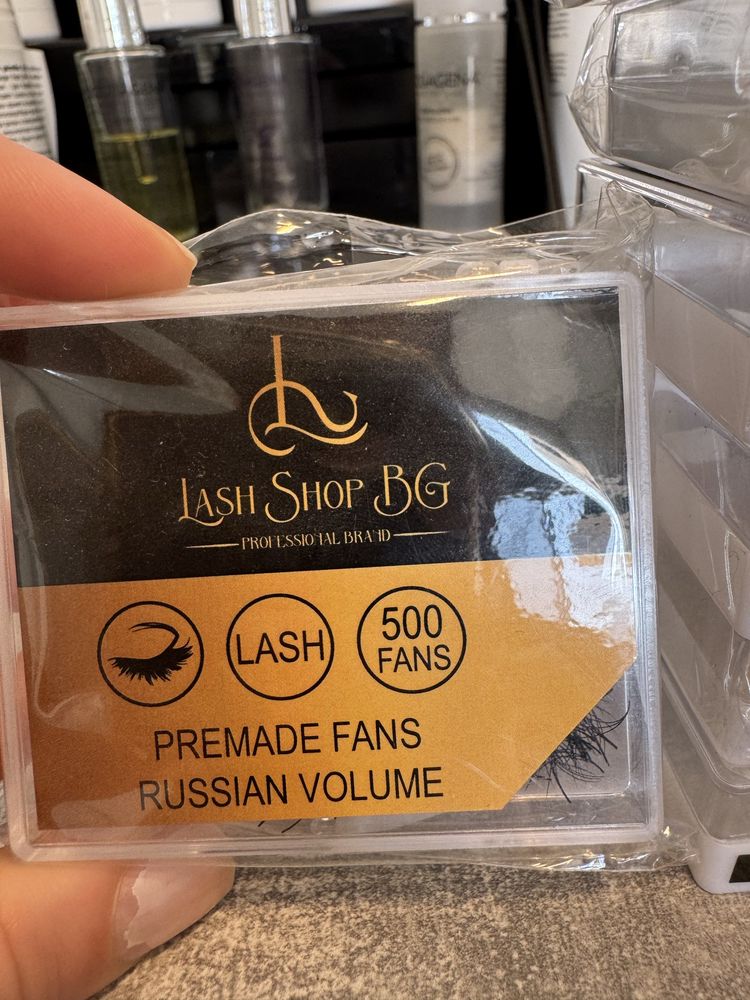 LASH SHOP BG
PROFESSIONAL BRAND
LASH
500
FANS
PREMADE FANS
RUSSIAN VOLUME